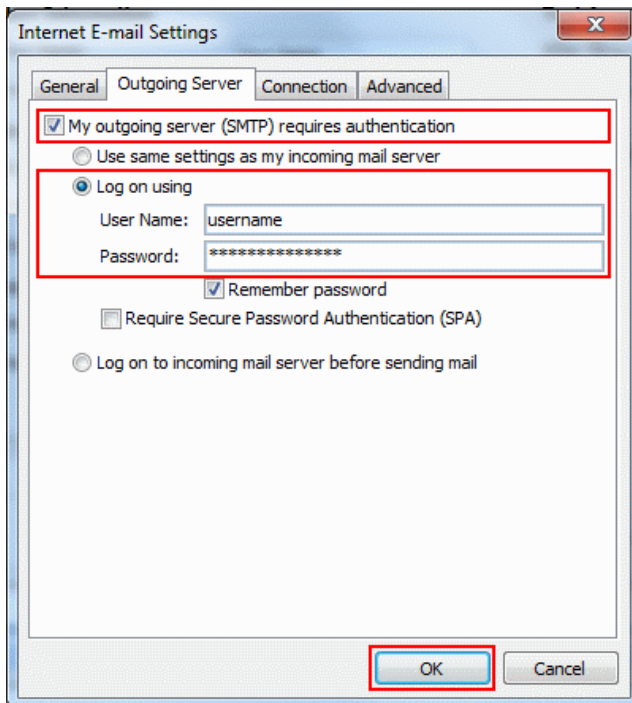 Internet E-mail Settings
General Outgoing Server Connection Advanced
My outgoing server (SMTP) requires authentication
Use same settings as my incoming mail server
Log on using
User Name: username
Password: **************
Remember password
Require Secure Password Authentication (SPA)
Log on to incoming mail server before sending mail
OK Cancel